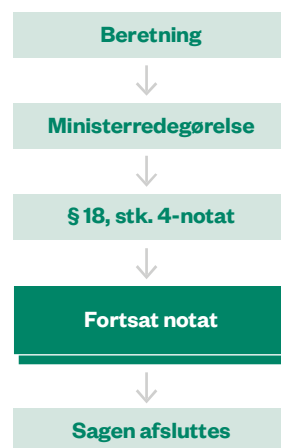 Beretning
Ministerredegørelse
§ 18, stk. 4-notat
Fortsat notat
Sagen afsluttes